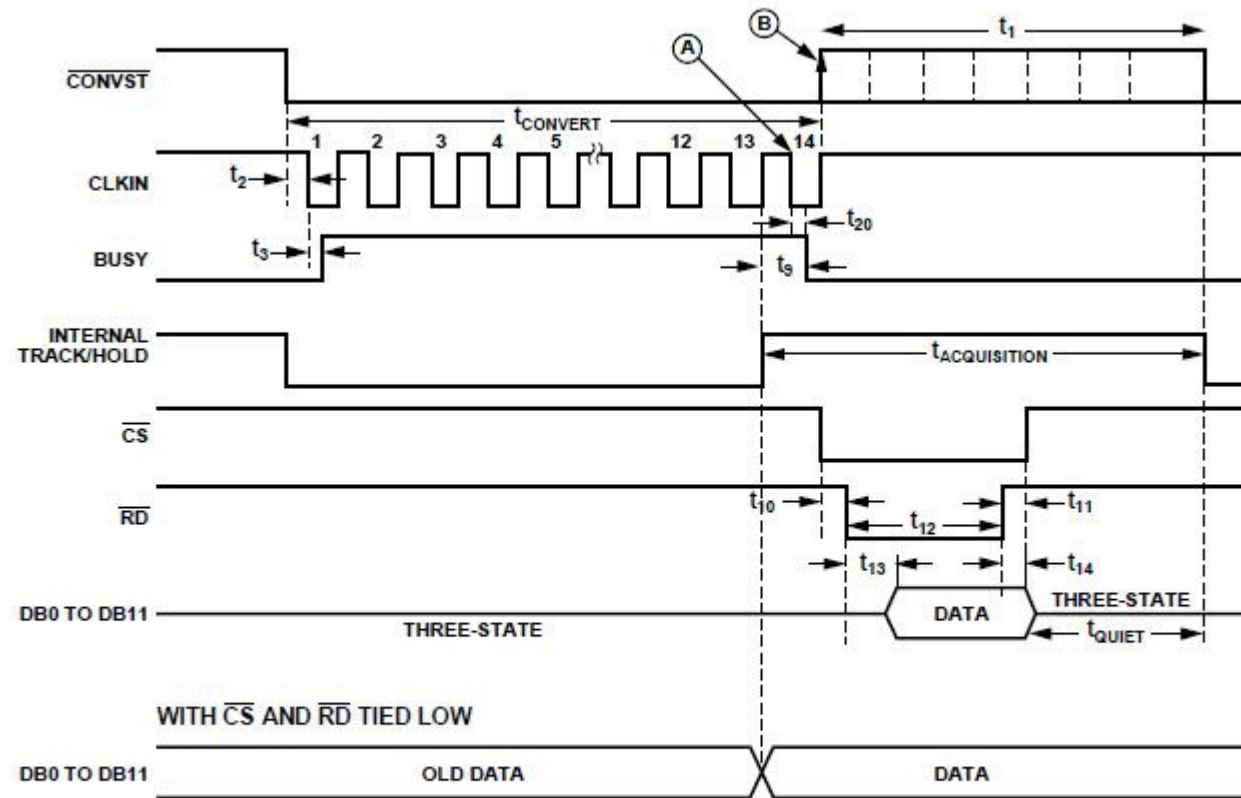 B
t1
A
CONVST
tCONVERT
1 2 3 4 5 12 13 14
CLKIN
t2
t20
t3
t9
BUSY
INTERNAL
TRACK/HOLD
tACQUISITION
CS
t10
t11
RD
t12
t13
t14
DB0 TO DB11
THREE-STATE
DATA
THREE-STATE
tQUIET
WITH CS AND RD TIED LOW
DB0 TO DB11
OLD DATA
DATA